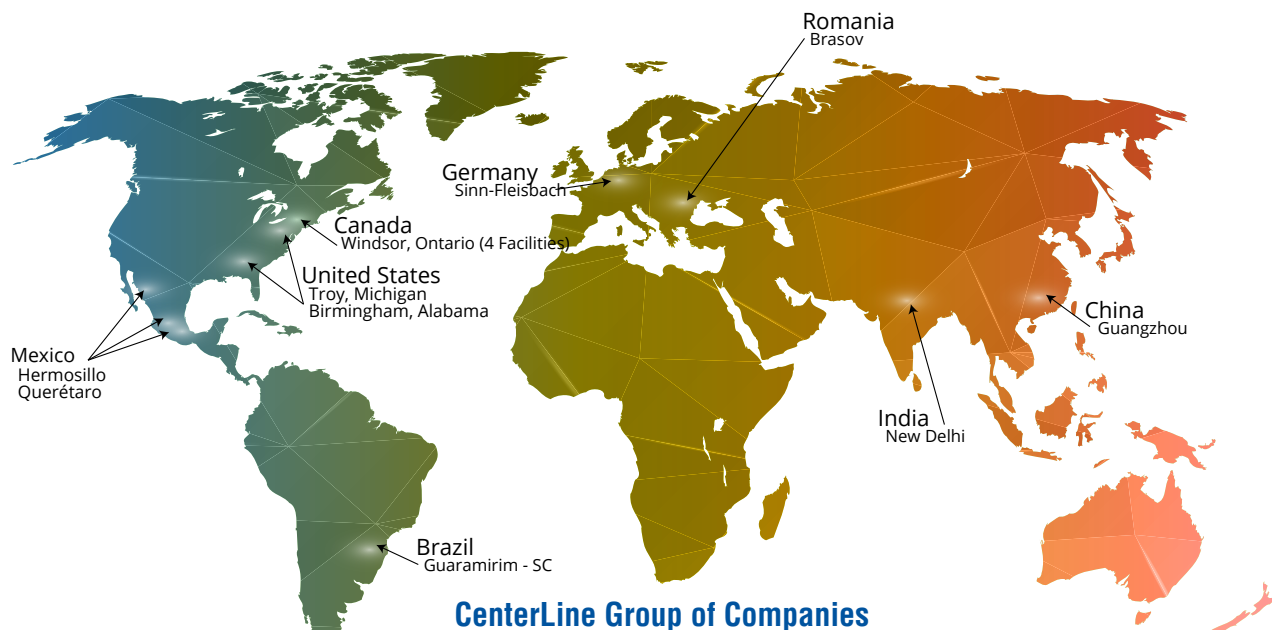 Romania
Brasov
Germany
Sinn-Fleisbach
Canada
Windsor, Ontario (4 Facilities)
United States
Troy, Michigan
Birmingham, Alabama
Mexico
Hermosillo
Querétaro
China
Guangzhou
India
New Delhi
Brazil
Guaramirim - SC
CenterLine Group of Companies